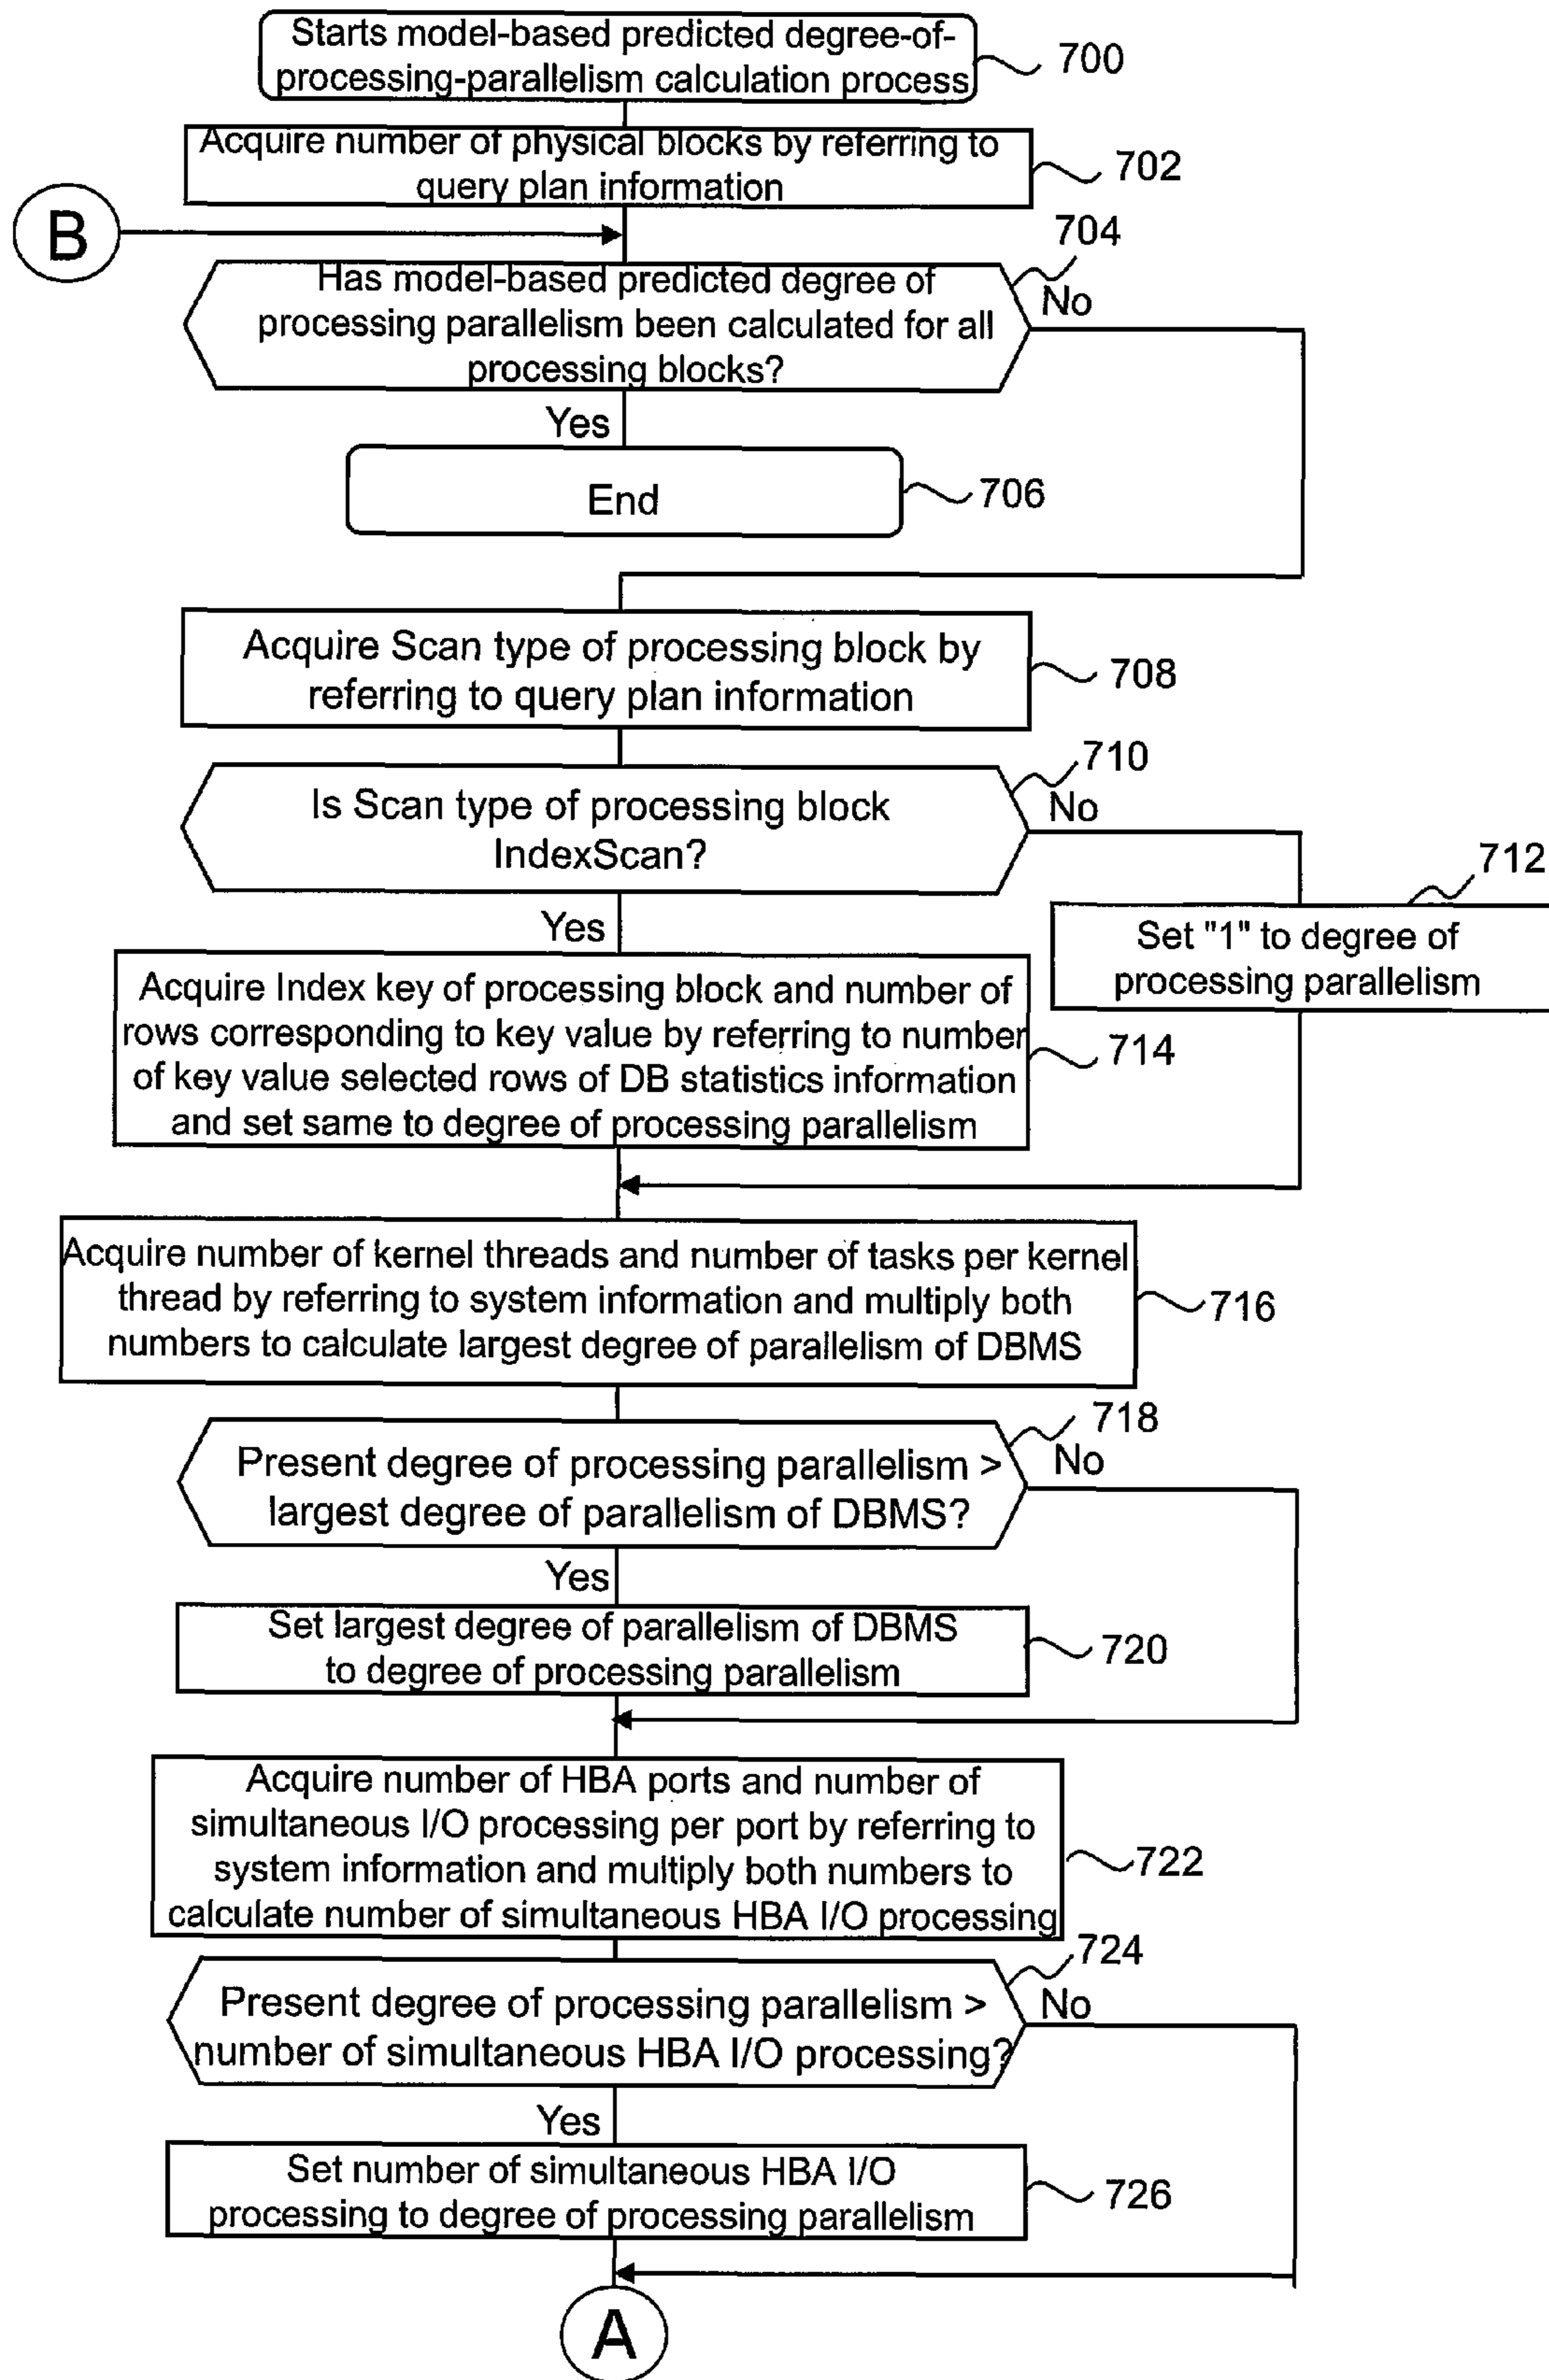 Starts model-based predicted degree-of-
processing-parallelism calculation process
700
Acquire number of physical blocks by referring to
query plan information
702
B
704
Has model-based predicted degree of
processing parallelism been calculated for all
processing blocks?
No
Yes
End
706
Acquire Scan type of processing block by
referring to query plan information
708
710
Is Scan type of processing block
IndexScan?
No
Yes
712
Set "1" to degree of
processing parallelism
Acquire Index key of processing block and number of
rows corresponding to key value by referring to number
of key value selected rows of DB statistics information
and set same to degree of processing parallelism
714
Acquire number of kernel threads and number of tasks per kernel
thread by referring to system information and multiply both
numbers to calculate largest degree of parallelism of DBMS
716
718
Present degree of processing parallelism >
largest degree of parallelism of DBMS?
No
Yes
Set largest degree of parallelism of DBMS
to degree of processing parallelism
720
Acquire number of HBA ports and number of
simultaneous I/O processing per port by referring to
system information and multiply both numbers to
calculate number of simultaneous HBA I/O processing
722
724
Present degree of processing parallelism >
number of simultaneous HBA I/O processing?
No
Yes
Set number of simultaneous HBA I/O
processing to degree of processing parallelism
726
A